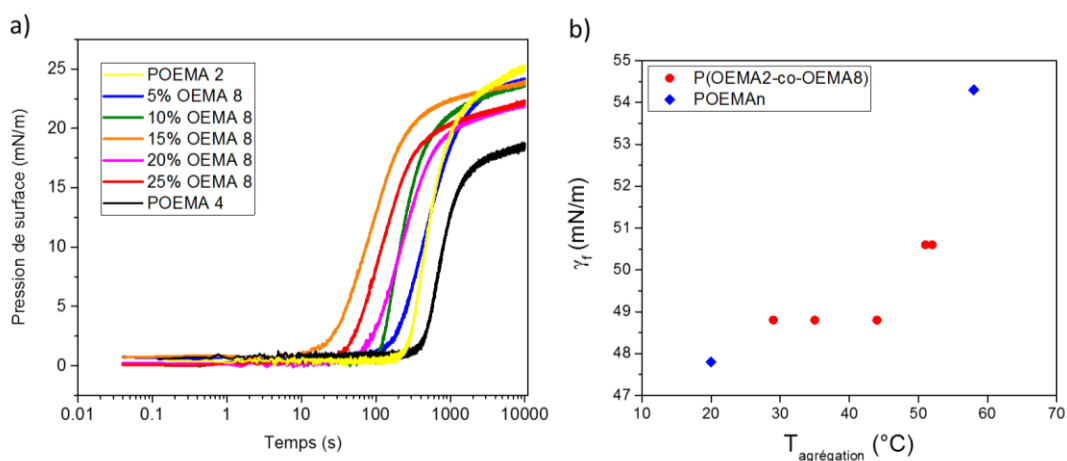 a)
Pression de surface (mN/m)
25
20
15
10
5
0
POEMA 2
5% OEMA 8
10% OEMA 8
15% OEMA 8
20% OEMA 8
25% OEMA 8
POEMA 4
0.01 0.1 1 10 100 1000 10000
Temps (s)
b)
γf (mN/m)
55
54
53
52
51
50
49
48
47
P(OEMA2-co-OEMA8)
POEMAn
10 20 30 40 50 60 70
Tagrégation (°C)